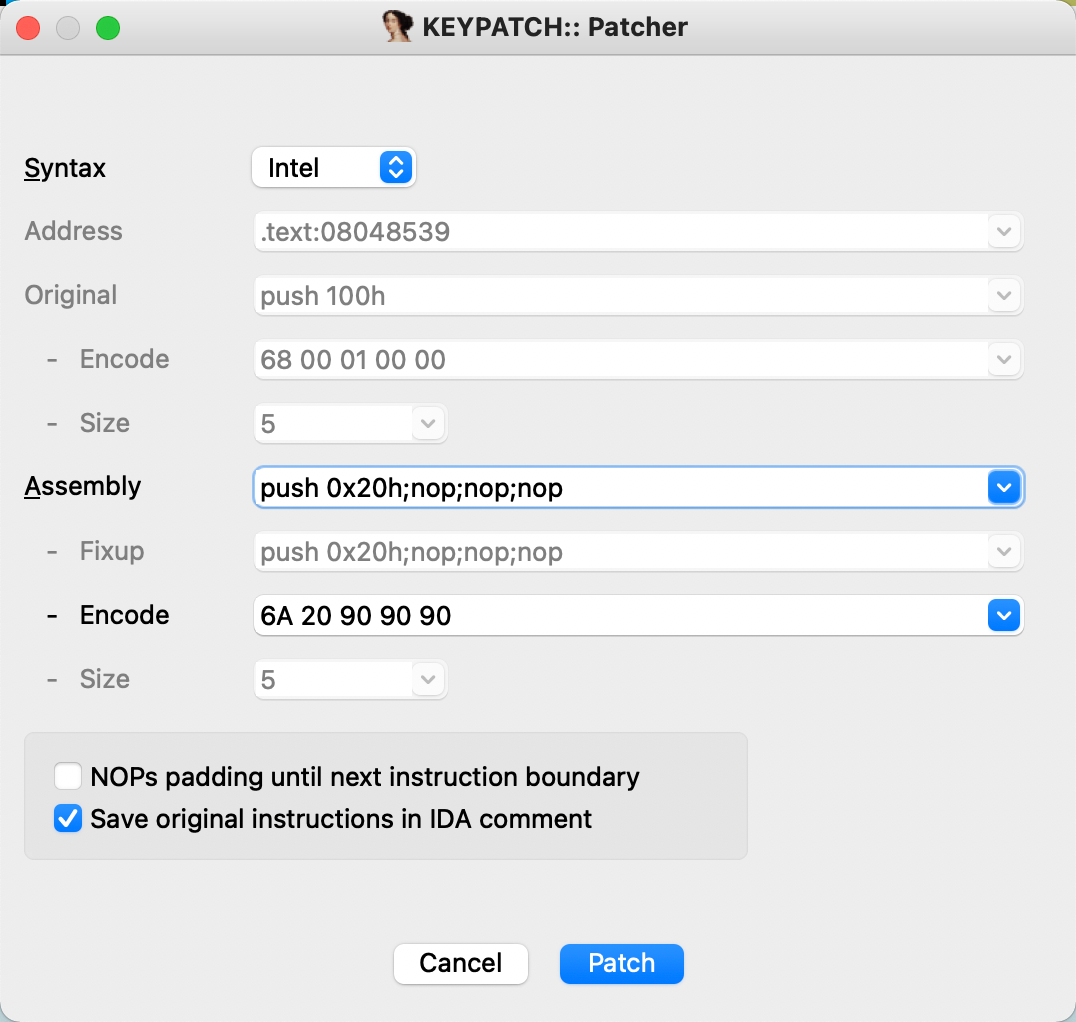 KEYPATCH:: Patcher
Syntax Intel
Address .text:08048539
Original push 100h
- Encode 68 00 01 00 00
- Size 5
Assembly push 0x20h;nop;nop;nop
- Fixup push 0x20h;nop;nop;nop
- Encode 6A 20 90 90 90
- Size 5
NOPs padding until next instruction boundary
Save original instructions in IDA comment
Cancel Patch